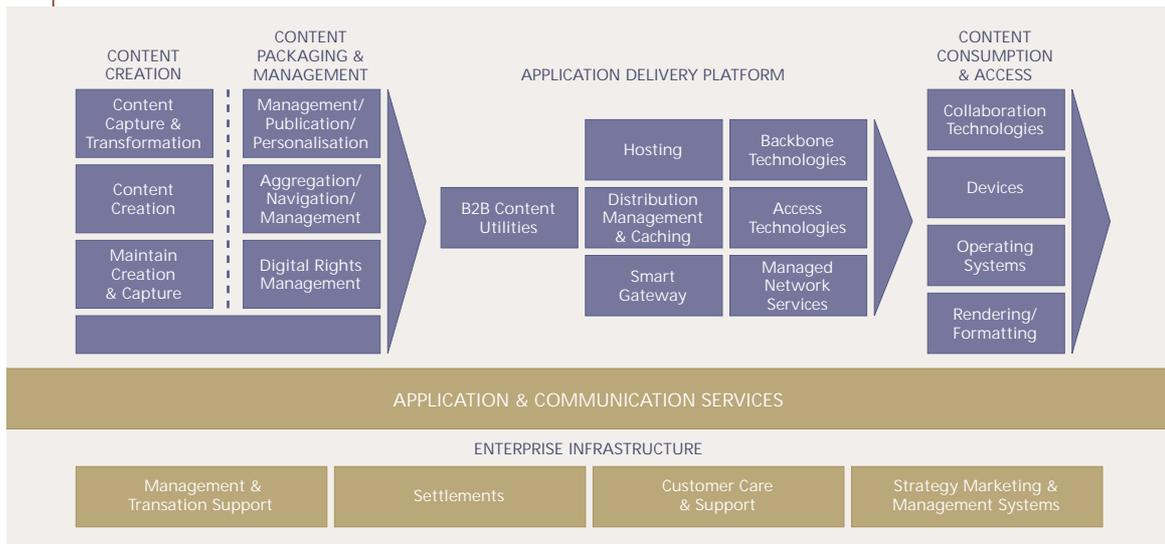 CONTENT
CREATION
Content
Capture &
Transformation
Content
Creation
Maintain
Creation
& Capture
CONTENT
PACKAGING &
MANAGEMENT
Management/
Publication/
Personalisation
Aggregation/
Navigation/
Management
Digital Rights
Management
APPLICATION DELIVERY PLATFORM
B2B Content
Utilities
Hosting
Distribution
Management
& Caching
Smart
Gateway
Backbone
Technologies
Access
Technologies
Managed
Network
Services
CONTENT
CONSUMPTION
& ACCESS
Collaboration
Technologies
Devices
Operating
Systems
Rendering/
Formatting
APPLICATION & COMMUNICATION SERVICES
ENTERPRISE INFRASTRUCTURE
Management &
Transation Support
Settlements
Customer Care
& Support
Strategy Marketing &
Management Systems